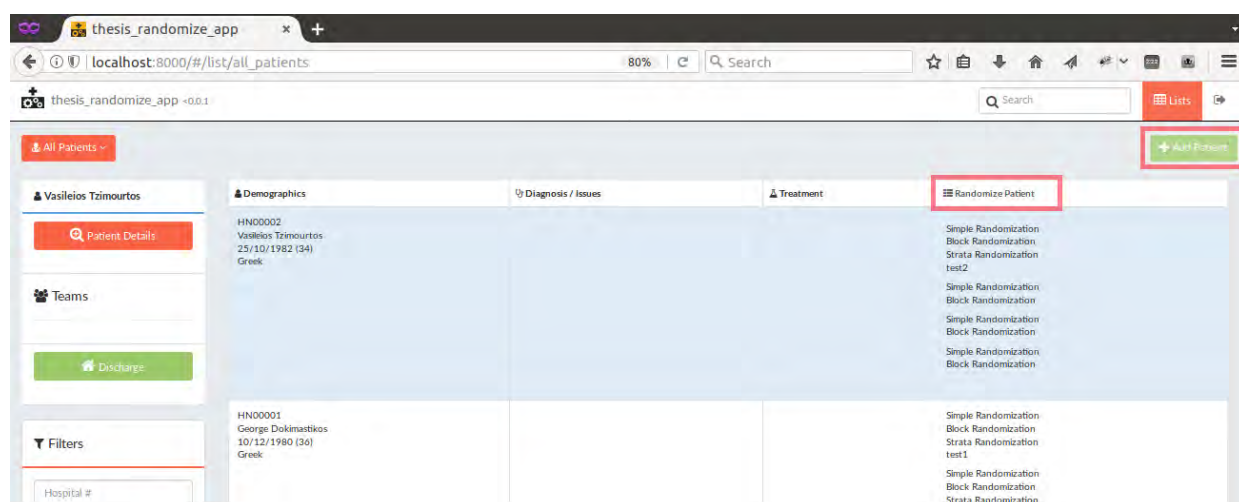 thesis_randomize_app × +
localhost:8000/#/list/all_patients 80% Search
thesis_randomize_app v0.0.1 Search Lists
All Patients + Add Patient
Vasileios Tzimourtos Demographics Diagnosis / Issues Treatment Randomize Patient
Patient Details
HN00002
Vasileios Tzimourtos
25/10/1982 (34)
Greek
Simple Randomization
Block Randomization
Strata Randomization
test2
Simple Randomization
Block Randomization
Simple Randomization
Block Randomization
Simple Randomization
Block Randomization
Teams
Discharge
HN00001
George Dokimastikos
10/12/1980 (36)
Greek
Simple Randomization
Block Randomization
Strata Randomization
test1
Simple Randomization
Block Randomization
Strata Randomization
Filters
Hospital #